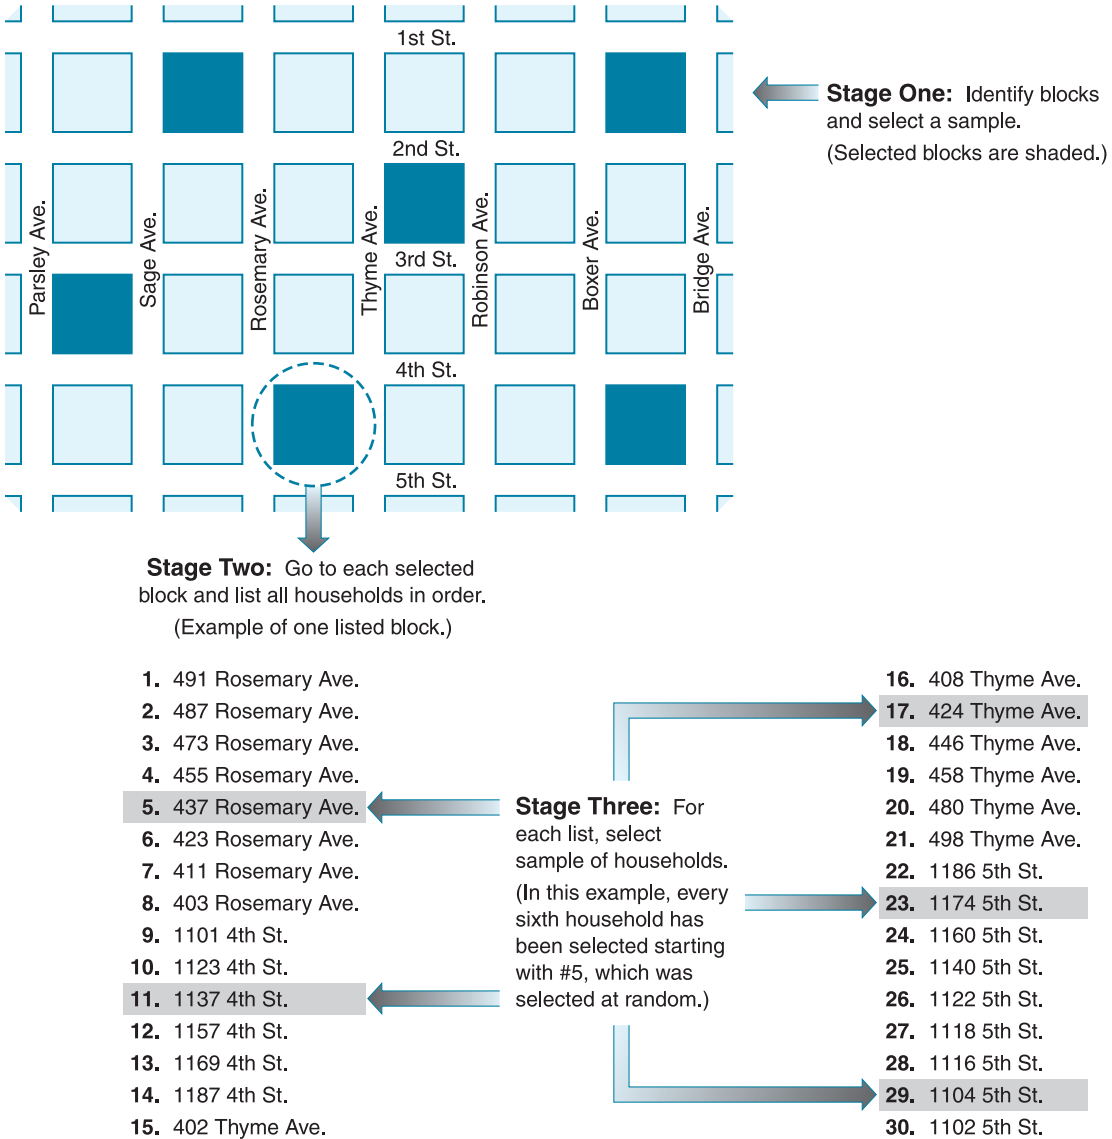 1st St.
Stage One: Identify blocks
and select a sample.
(Selected blocks are shaded.)
2nd St.
Parsley Ave.
Sage Ave.
Rosemary Ave.
Thyme Ave.
Robinson Ave.
Boxer Ave.
Bridge Ave.
3rd St.
4th St.
5th St.
Stage Two: Go to each selected
block and list all households in order.
(Example of one listed block.)
1. 491 Rosemary Ave.
2. 487 Rosemary Ave.
3. 473 Rosemary Ave.
4. 455 Rosemary Ave.
5. 437 Rosemary Ave.
6. 423 Rosemary Ave.
7. 411 Rosemary Ave.
8. 403 Rosemary Ave.
9. 1101 4th St.
10. 1123 4th St.
11. 1137 4th St.
12. 1157 4th St.
13. 1169 4th St.
14. 1187 4th St.
15. 402 Thyme Ave.
Stage Three: For
each list, select
sample of households.
(In this example, every
sixth household has
been selected starting
with #5, which was
selected at random.)
16. 408 Thyme Ave.
17. 424 Thyme Ave.
18. 446 Thyme Ave.
19. 458 Thyme Ave.
20. 480 Thyme Ave.
21. 498 Thyme Ave.
22. 1186 5th St.
23. 1174 5th St.
24. 1160 5th St.
25. 1140 5th St.
26. 1122 5th St.
27. 1118 5th St.
28. 1116 5th St.
29. 1104 5th St.
30. 1102 5th St.